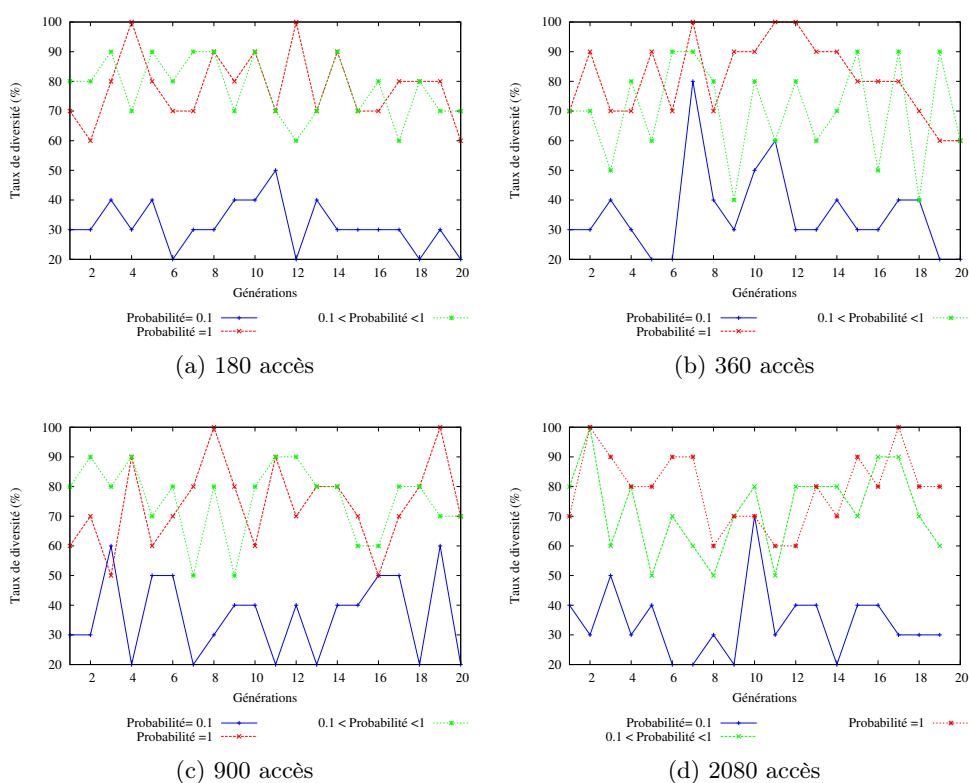 100
90
80
70
60
50
40
30
20
Taux de diversité (%)
2 4 6 8 10 12 14 16 18 20
Générations
Probabilité= 0.1
Probabilité =1
0.1 < Probabilité <1
(a) 180 accès
100
90
80
70
60
50
40
30
20
Taux de diversité (%)
2 4 6 8 10 12 14 16 18 20
Générations
Probabilité= 0.1
Probabilité =1
0.1 < Probabilité <1
(b) 360 accès
100
90
80
70
60
50
40
30
20
Taux de diversité (%)
2 4 6 8 10 12 14 16 18 20
Générations
Probabilité= 0.1
Probabilité =1
0.1 < Probabilité <1
(c) 900 accès
100
90
80
70
60
50
40
30
20
Taux de diversité (%)
2 4 6 8 10 12 14 16 18 20
Générations
Probabilité= 0.1
0.1 < Probabilité <1
Probabilité =1
(d) 2080 accès